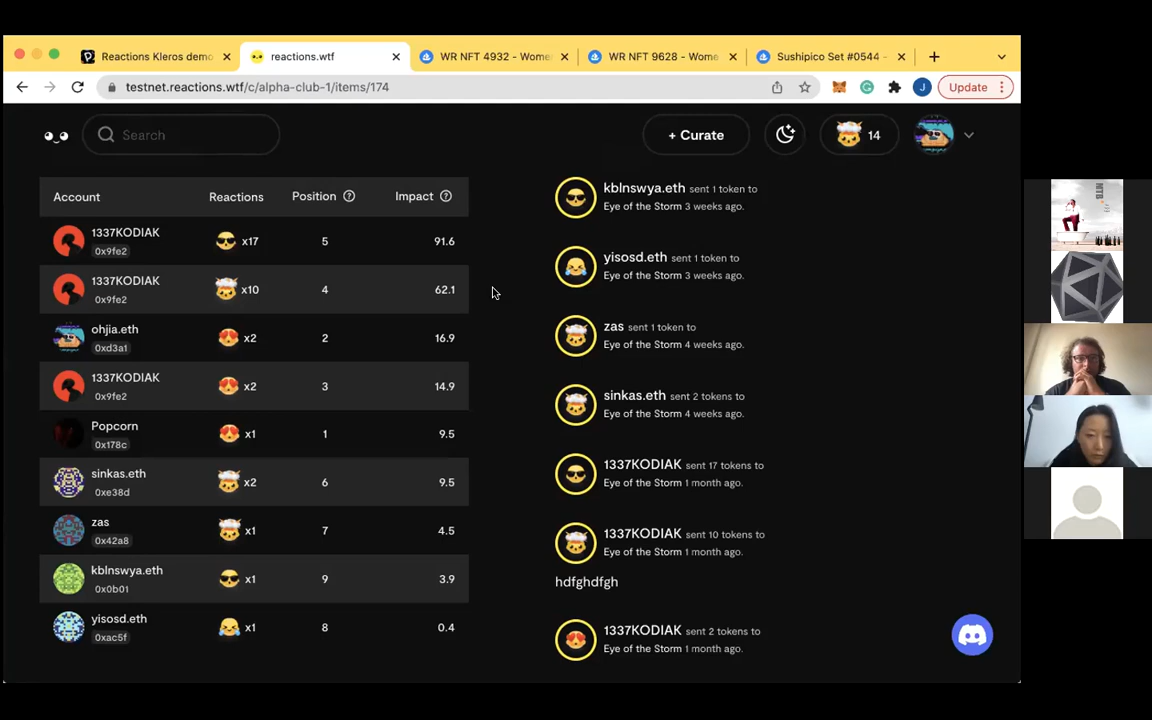 Reactions Kleros demo
reactions.wtf
WR NFT 4932 - Wome
WR NFT 9628 - Wome
Sushipico Set #0544 -
testnet.reactions.wtf/c/alpha-club-1/items/174
J
Update
Search
+ Curate
14
Account Reactions Position ? Impact ?
1337KODIAK
0x9fe2
x17 5 91.6
1337KODIAK
0x9fe2
x10 4 62.1
ohjia.eth
0xd3a1
x2 2 16.9
1337KODIAK
0x9fe2
x2 3 14.9
Popcorn
0x178c
x1 1 9.5
sinkas.eth
0xe38d
x2 6 9.5
zas
0x42a8
x1 7 4.5
kblnswya.eth
0x0b01
x1 9 3.9
yisosd.eth
0xac5f
x1 8 0.4
kblnswya.eth sent 1 token to
Eye of the Storm 3 weeks ago.
yisosd.eth sent 1 token to
Eye of the Storm 3 weeks ago.
zas sent 1 token to
Eye of the Storm 4 weeks ago.
sinkas.eth sent 2 tokens to
Eye of the Storm 4 weeks ago.
1337KODIAK sent 17 tokens to
Eye of the Storm 1 month ago.
1337KODIAK sent 10 tokens to
Eye of the Storm 1 month ago.
hdfghdfgh
1337KODIAK sent 2 tokens to
Eye of the Storm 1 month ago.